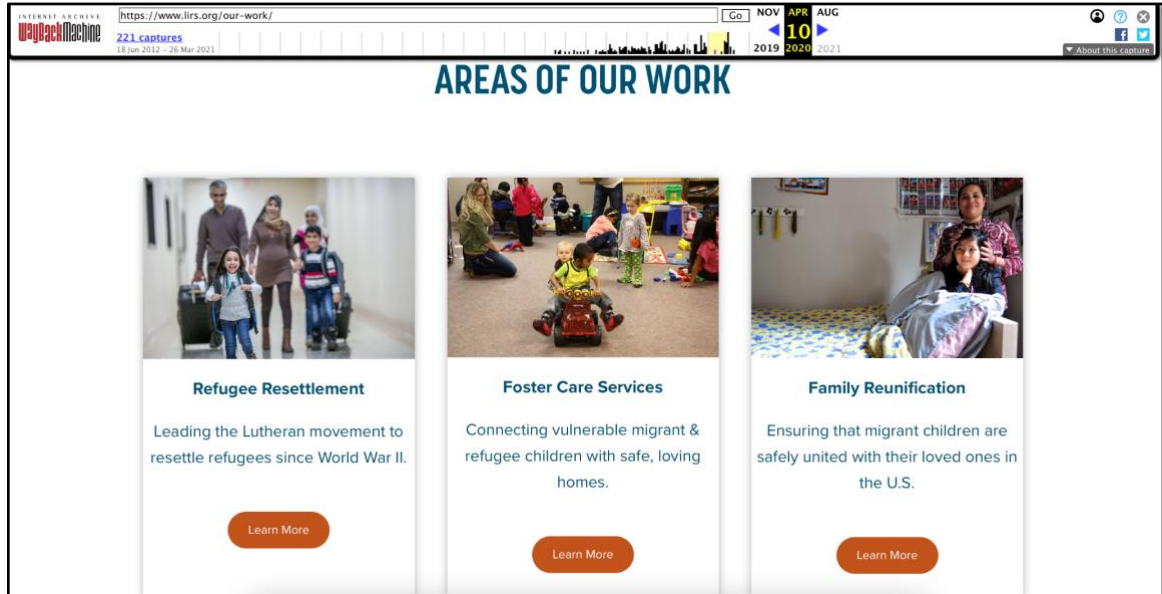 INTERNET ARCHIVE
WayBackMachine
https://www.lirs.org/our-work/
Go
221 captures
18 Jun 2012 – 26 Mar 2021
NOV APR AUG
10
2019 2020 2021
About this capture
AREAS OF OUR WORK
Refugee Resettlement
Leading the Lutheran movement to
resettle refugees since World War II.
Learn More
Foster Care Services
Connecting vulnerable migrant &
refugee children with safe, loving
homes.
Learn More
Family Reunification
Ensuring that migrant children are
safely united with their loved ones in
the U.S.
Learn More